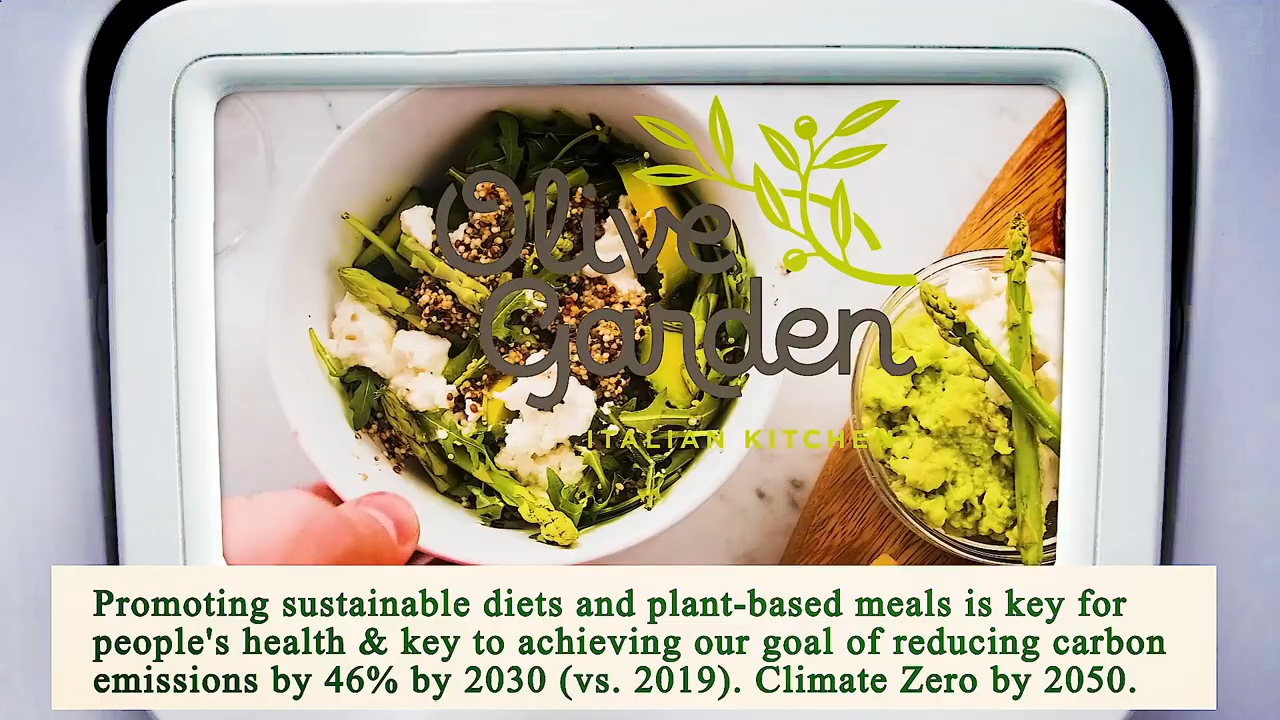 Olive
Garden
ITALIAN KITCHEN
Promoting sustainable diets and plant-based meals is key for
people's health & key to achieving our goal of reducing carbon
emissions by 46% by 2030 (vs. 2019). Climate Zero by 2050.